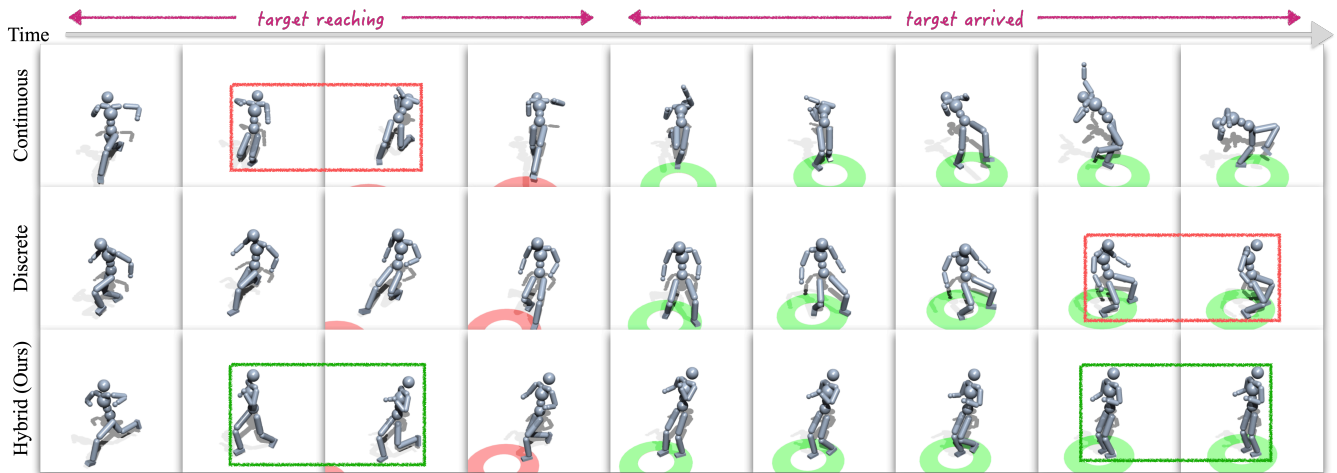 target reaching
target arrived
Time
Continuous
Discrete
Hybrid (Ours)